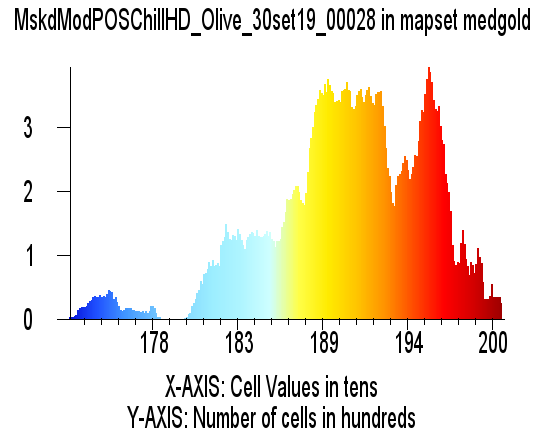 MskdModPOSChillHD_Olive_30set19_00028 in mapset medgold
3
2
1
0
178 183 189 194 200
X-AXIS: Cell Values in tens
Y-AXIS: Number of cells in hundreds